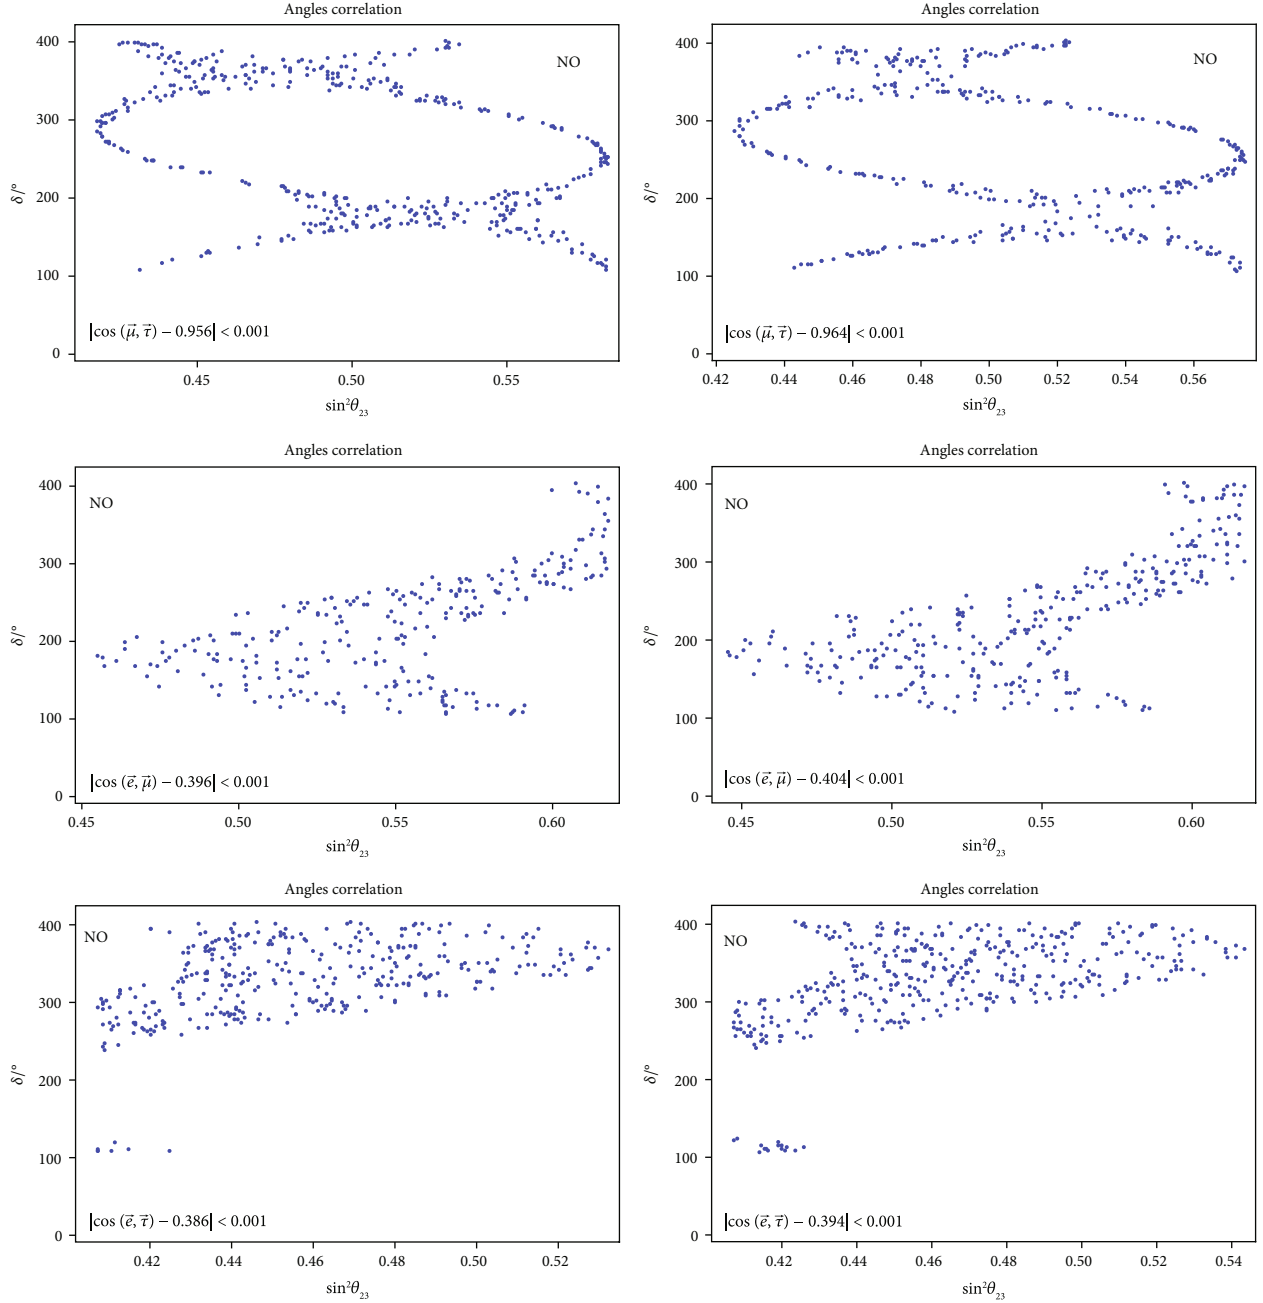 Angles correlation
400
300
200
100
0
δ/°
NO
|cos (μ⃗, τ⃗) − 0.956| < 0.001
0.45 0.50 0.55
sin²θ₂₃
Angles correlation
400
300
200
100
0
δ/°
NO
|cos (μ⃗, τ⃗) − 0.964| < 0.001
0.42 0.44 0.46 0.48 0.50 0.52 0.54 0.56
sin²θ₂₃
Angles correlation
400
300
200
100
0
δ/°
NO
|cos (e⃗, μ⃗) − 0.396| < 0.001
0.45 0.50 0.55 0.60
sin²θ₂₃
Angles correlation
400
300
200
100
0
δ/°
NO
|cos (e⃗, μ⃗) − 0.404| < 0.001
0.45 0.50 0.55 0.60
sin²θ₂₃
Angles correlation
400
300
200
100
0
δ/°
NO
|cos (e⃗, τ⃗) − 0.386| < 0.001
0.42 0.44 0.46 0.48 0.50 0.52
sin²θ₂₃
Angles correlation
400
300
200
100
0
δ/°
NO
|cos (e⃗, τ⃗) − 0.394| < 0.001
0.42 0.44 0.46 0.48 0.50 0.52 0.54
sin²θ₂₃